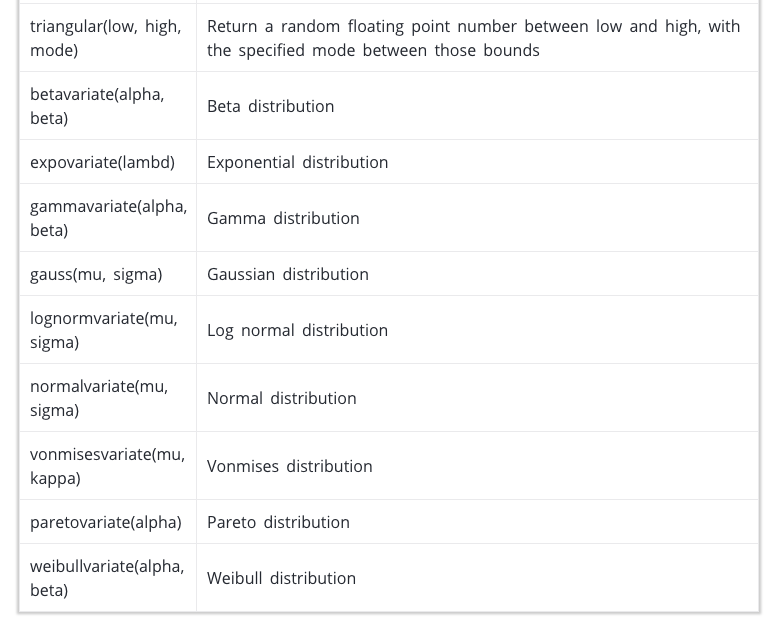 triangular(low, high,
mode)
Return a random floating point number between low and high, with
the specified mode between those bounds
betavariate(alpha,
beta)
Beta distribution
expovariate(lambd)
Exponential distribution
gammavariate(alpha,
beta)
Gamma distribution
gauss(mu, sigma)
Gaussian distribution
lognormvariate(mu,
sigma)
Log normal distribution
normalvariate(mu,
sigma)
Normal distribution
vonmisesvariate(mu,
kappa)
Vonmises distribution
paretovariate(alpha)
Pareto distribution
weibullvariate(alpha,
beta)
Weibull distribution